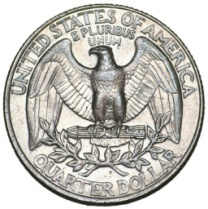 UNITED STATES OF AMERICA
E PLURIBUS
UNUM
QUARTER DOLLAR